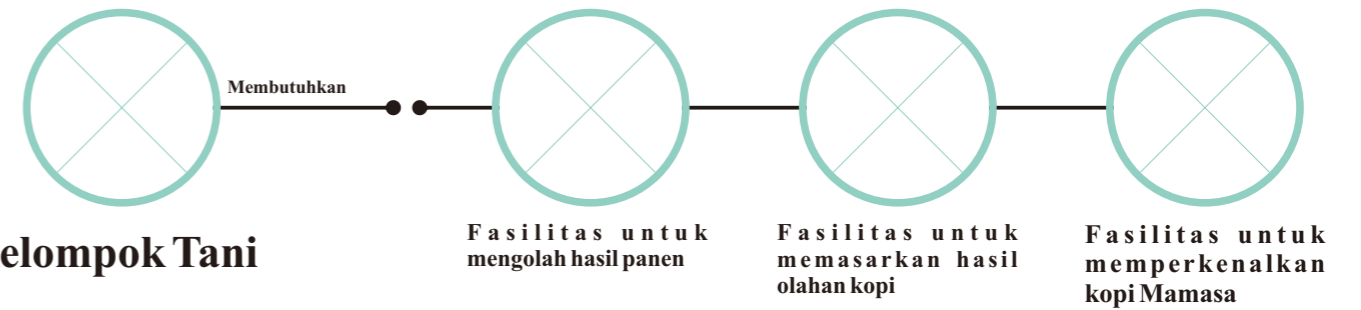 Membutuhkan
elompok Tani
Fasilitas untuk
mengolah hasil panen
Fasilitas untuk
memasarkan hasil
olahan kopi
Fasilitas untuk
memperkenalkan
kopi Mamasa